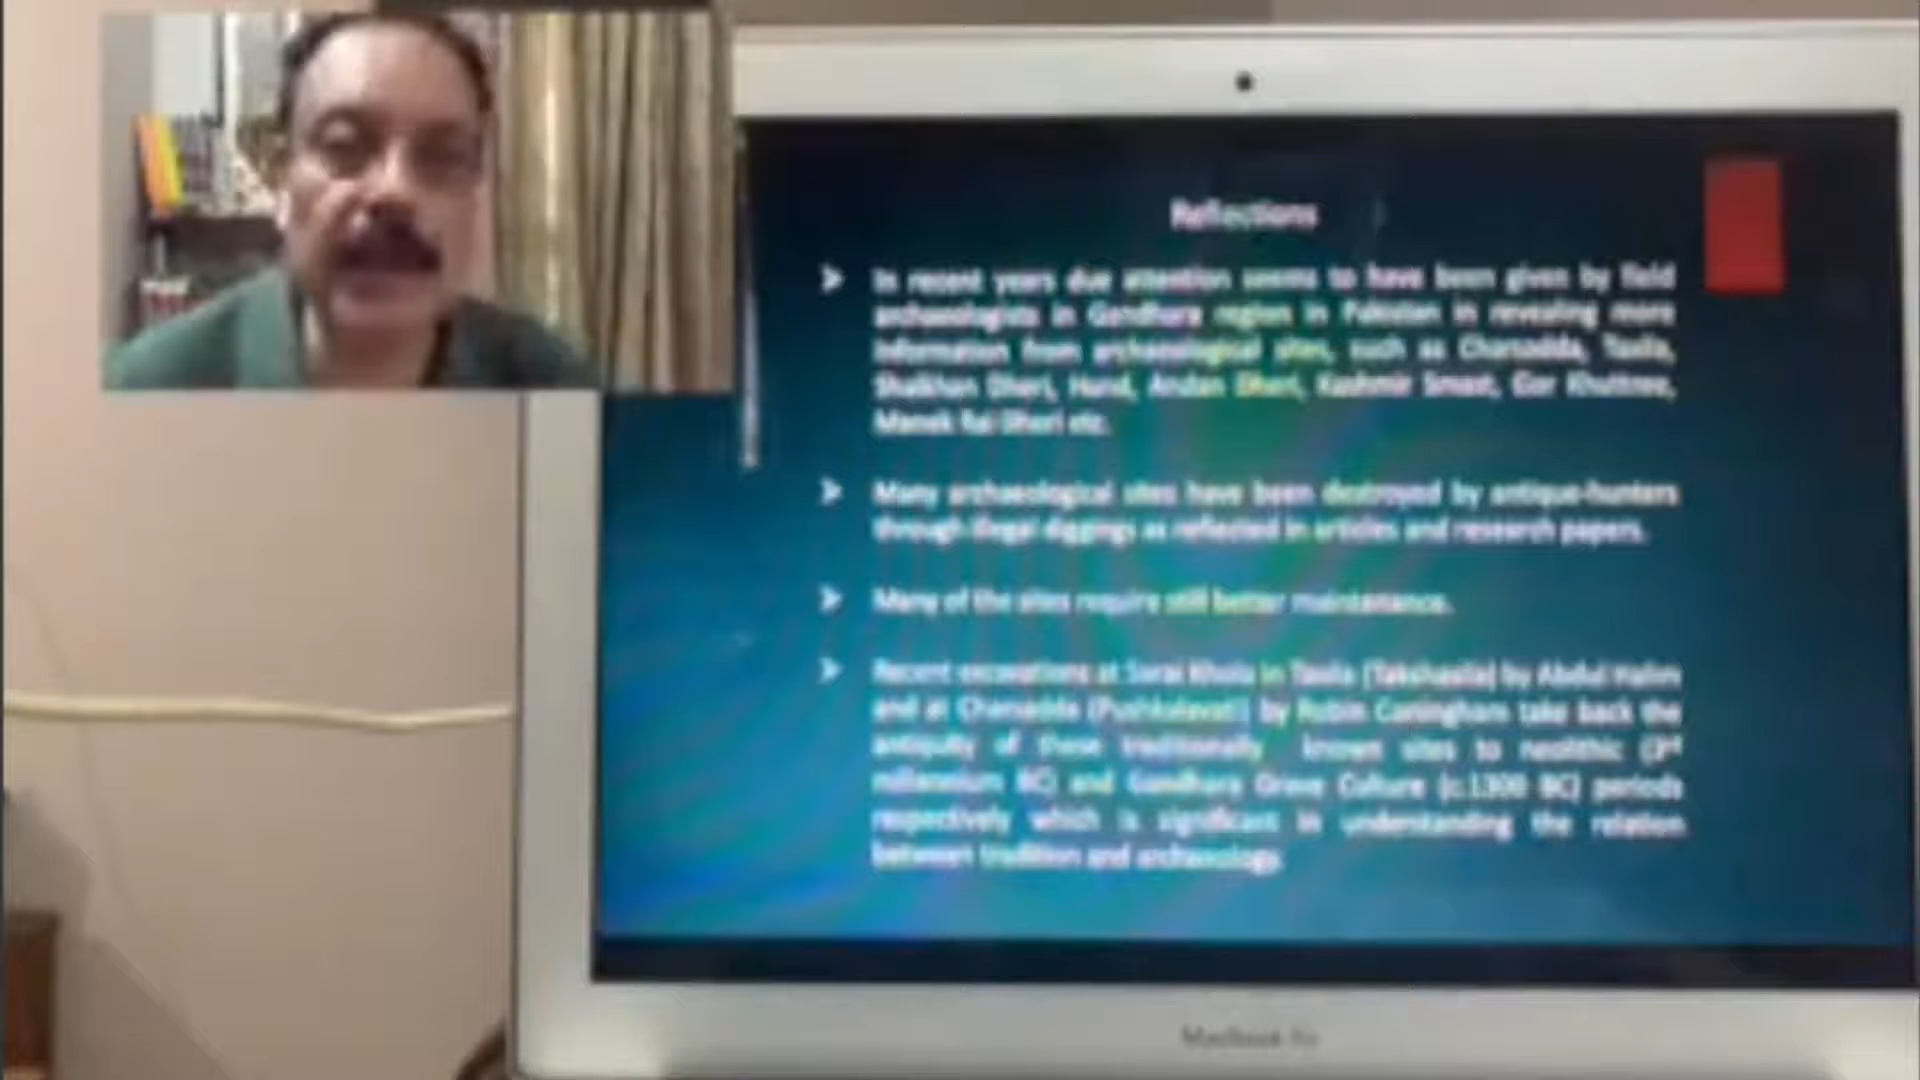 Reflections
➤ In recent years due attention seems to have been given by field
archaeologists in Gandhara region in Pakistan in revealing more
information from archaeological sites, such as Charsadda, Taxila,
Shaikhan Dheri, Hund, Andan Dheri, Kashmir Smast, Gor Khuttree,
Manek Rai Dheri etc.
➤ Many archaeological sites have been destroyed by antique-hunters
through illegal diggings as reflected in articles and research papers.
➤ Many of the sites require still better maintenance.
➤ Recent excavations at Sarai Khola in Taxila (Takshasila) by Abdul Halim
and at Charsadda (Pushkalavati) by Robin Coningham take back the
antiquity of these traditionally known sites to neolithic (3rd
millennium BC) and Gandhara Grave Culture (c.1300 BC) periods
respectively which is significant in understanding the relation
between tradition and archaeology.
MacBook Air